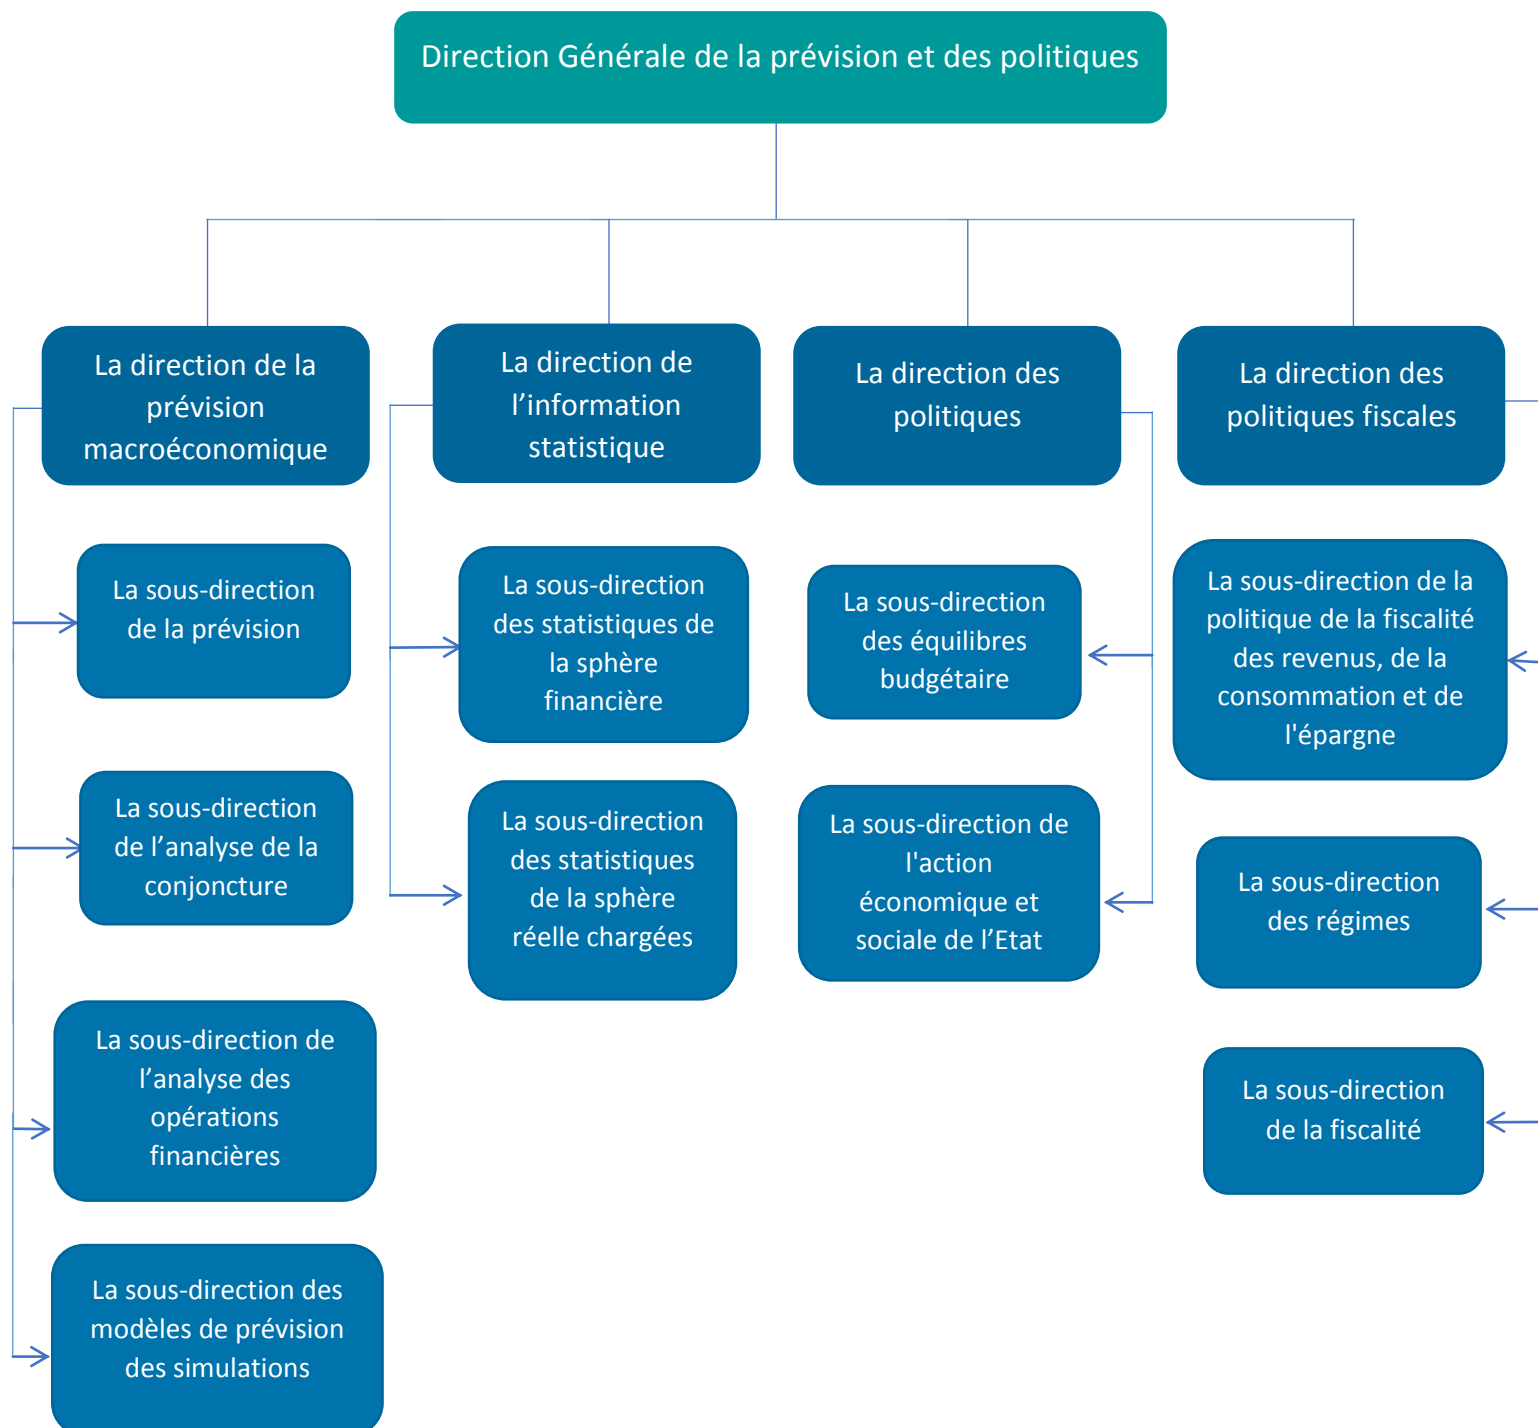 Direction Générale de la prévision et des politiques
La direction de la
prévision
macroéconomique
La direction de
l’information
statistique
La direction des
politiques
La direction des
politiques fiscales
La sous-direction
de la prévision
La sous-direction
de l’analyse de la
conjoncture
La sous-direction de
l’analyse des
opérations
financières
La sous-direction des
modèles de prévision
des simulations
La sous-direction
des statistiques de
la sphère
financière
La sous-direction
des statistiques
de la sphère
réelle chargées
La sous-direction
des équilibres
budgétaire
La sous-direction de
l'action
économique et
sociale de l’Etat
La sous-direction de la
politique de la fiscalité
des revenus, de la
consommation et de
l'épargne
La sous-direction
des régimes
La sous-direction
de la fiscalité